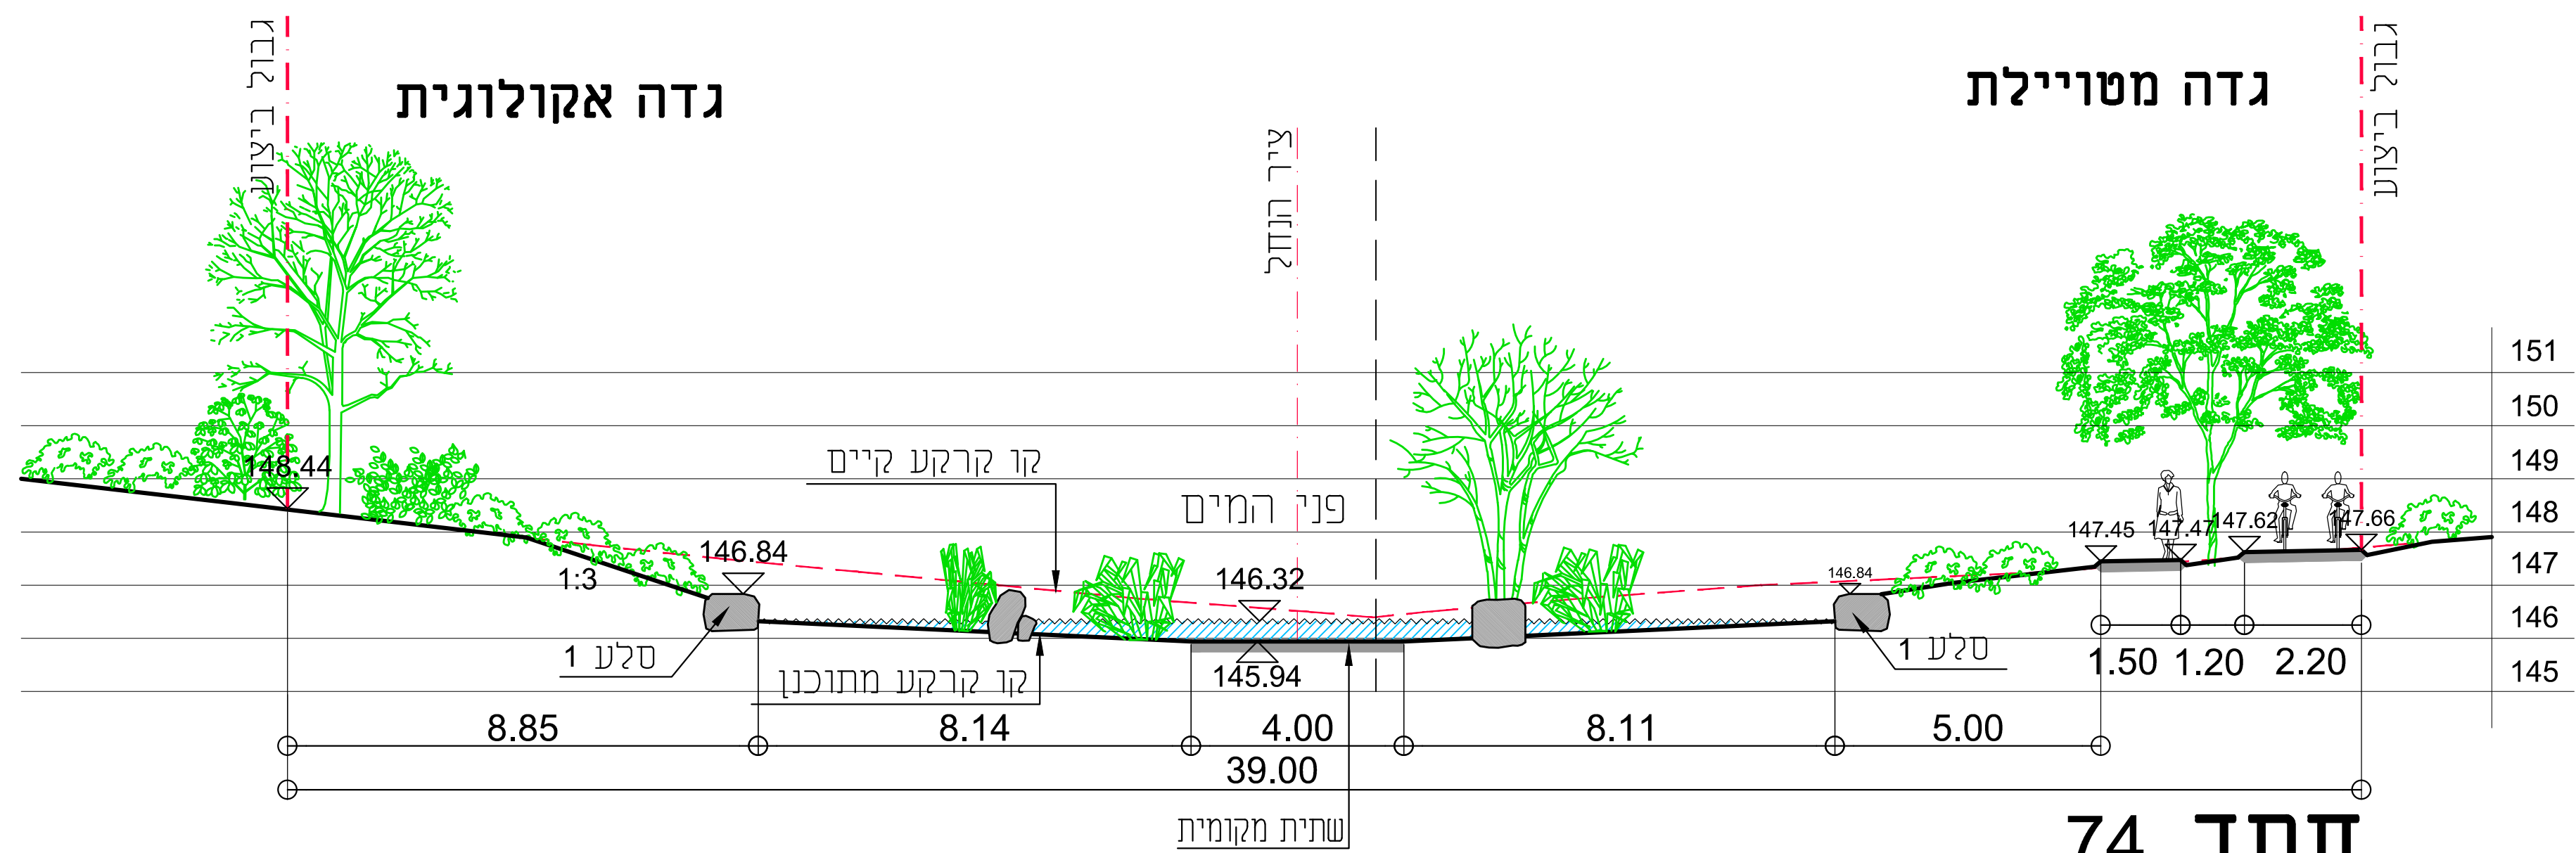 גבול ביצוע
גדה אקולוגית
ציר הנחל
גדה מטויילת
גבול ביצוע
151
150
149
148
147
146
145
148.44
קו קרקע קיים
פני המים
146.84
1:3
146.32
146.84
147.45
147.47
147.62
147.66
סלע 1
קו קרקע מתוכנן
145.94
סלע 1
1.50
1.20
2.20
8.85
8.14
4.00
8.11
5.00
39.00
שתית מקומית
חתך 74